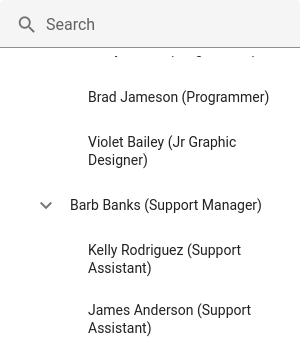 Search
Brad Jameson (Programmer)
Violet Bailey (Jr Graphic
Designer)
Barb Banks (Support Manager)
Kelly Rodriguez (Support
Assistant)
James Anderson (Support
Assistant)